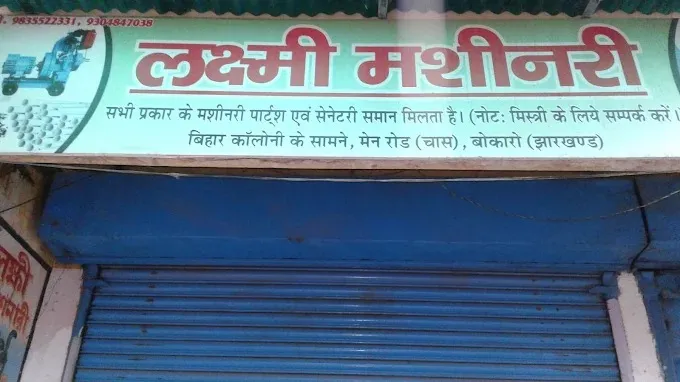 9835522331, 9304847038
लक्ष्मी मशीनरी
सभी प्रकार के मशीनरी पार्ट्श एवं सेनेटरी समान मिलता है। (नोटः मिस्त्री के लिये सम्पर्क करें।
बिहार कॉलोनी के सामने, मेन रोड (चास), बोकारो (झारखण्ड)